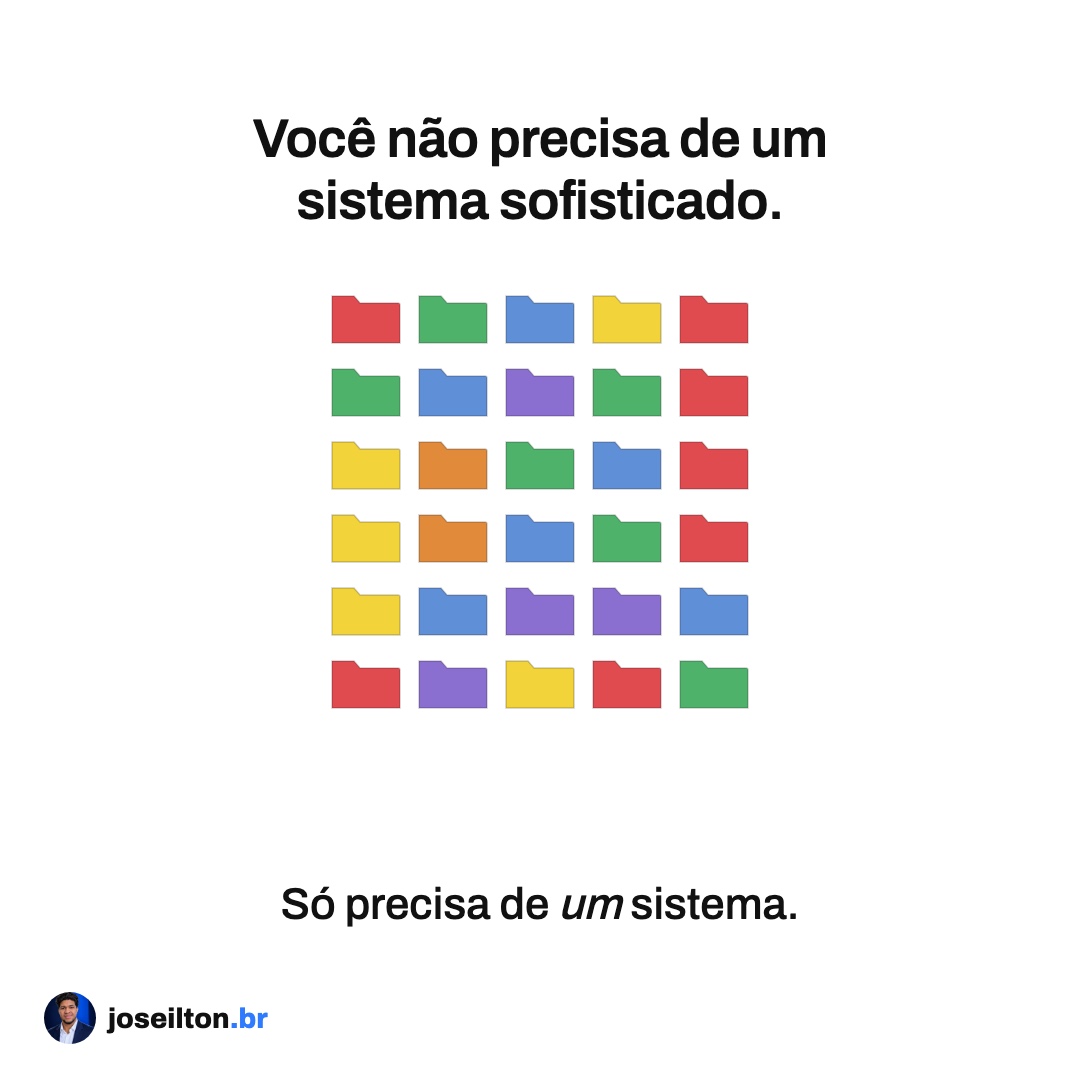 Você não precisa de um
sistema sofisticado.
Só precisa de um sistema.
joseilton.br